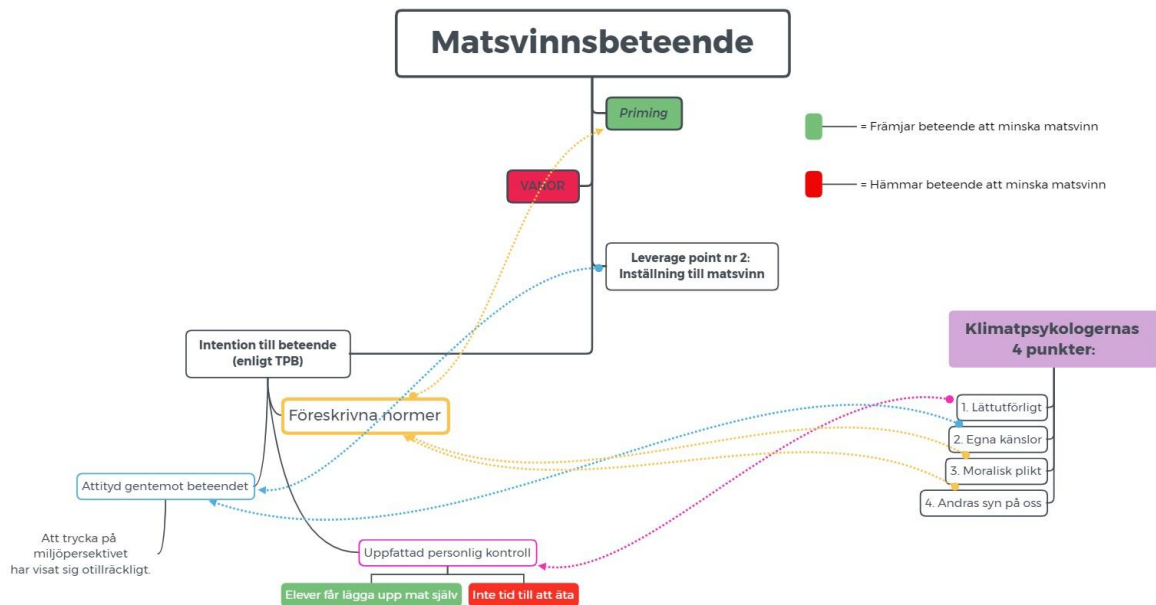 Matsvinnsbeteende
Priming
= Främjar beteende att minska matsvinn
VANOR
= Hämmar beteende att minska matsvinn
Leverage point nr 2:
Inställning till matsvinn
Klimatpsykologernas
4 punkter:
Intention till beteende
(enligt TPB)
1. Lättutförligt
Föreskrivna normer
2. Egna känslor
3. Moralisk plikt
Attityd gentemot beteendet
4. Andras syn på oss
Att trycka på
miljöpersektivet
har visat sig otillräckligt.
Uppfattad personlig kontroll
Elever får lägga upp mat själv
Inte tid till att äta